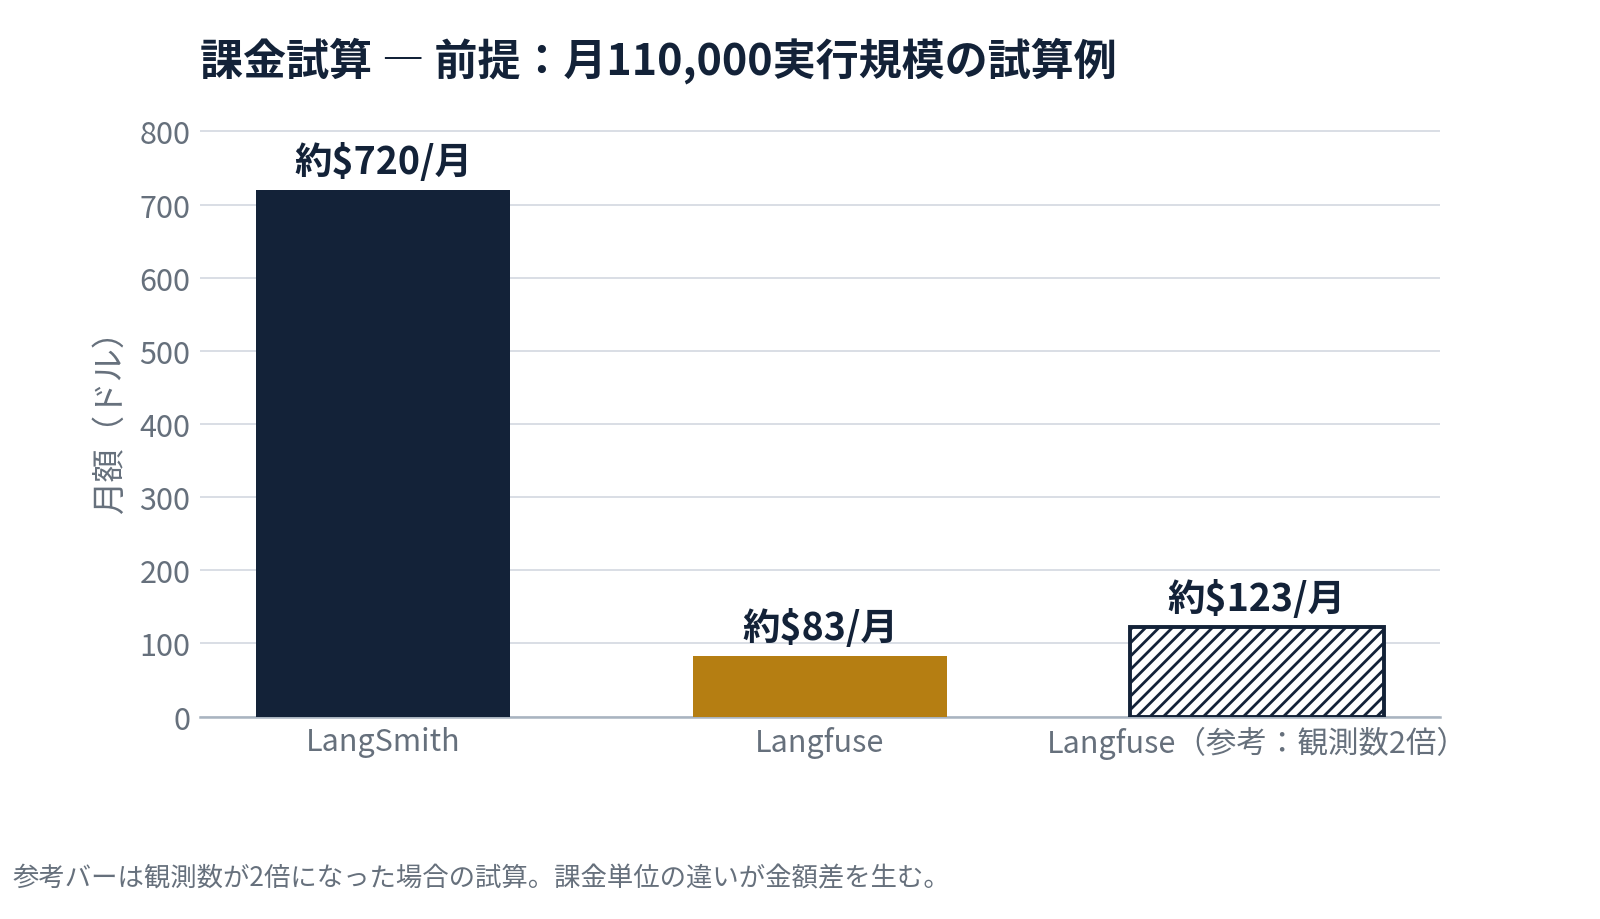 課金試算 — 前提：月110,000実行規模の試算例
月額（ドル）
800
700
600
500
400
300
200
100
0
約$720/月
約$83/月
約$123/月
LangSmith
Langfuse
Langfuse（参考：観測数2倍）
参考バーは観測数が2倍になった場合の試算。課金単位の違いが金額差を生む。